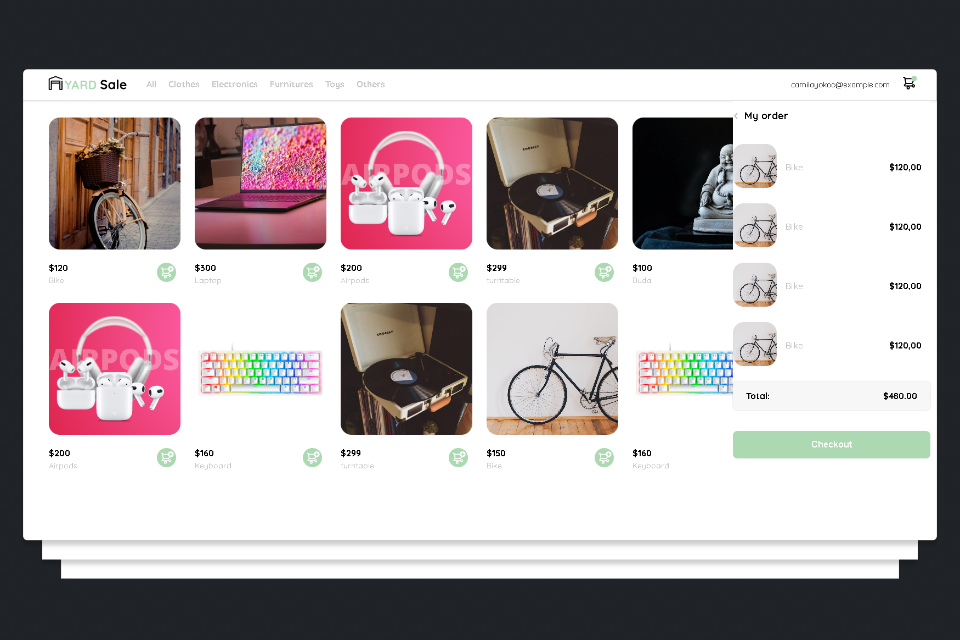 YARD Sale
All Clothes Electronics Furnitures Toys Others
camilayokoo@example.com
My order
AIRPODS
Bike $120,00
Bike $120,00
Bike $120,00
Bike $120,00
Total: $480.00
Checkout
$120
Bike
$300
Laptop
$200
Airpods
$299
turntable
$100
Buda
AIRPODS
$200
Airpods
$160
Keyboard
$299
turntable
$150
Bike
$160
Keyboard